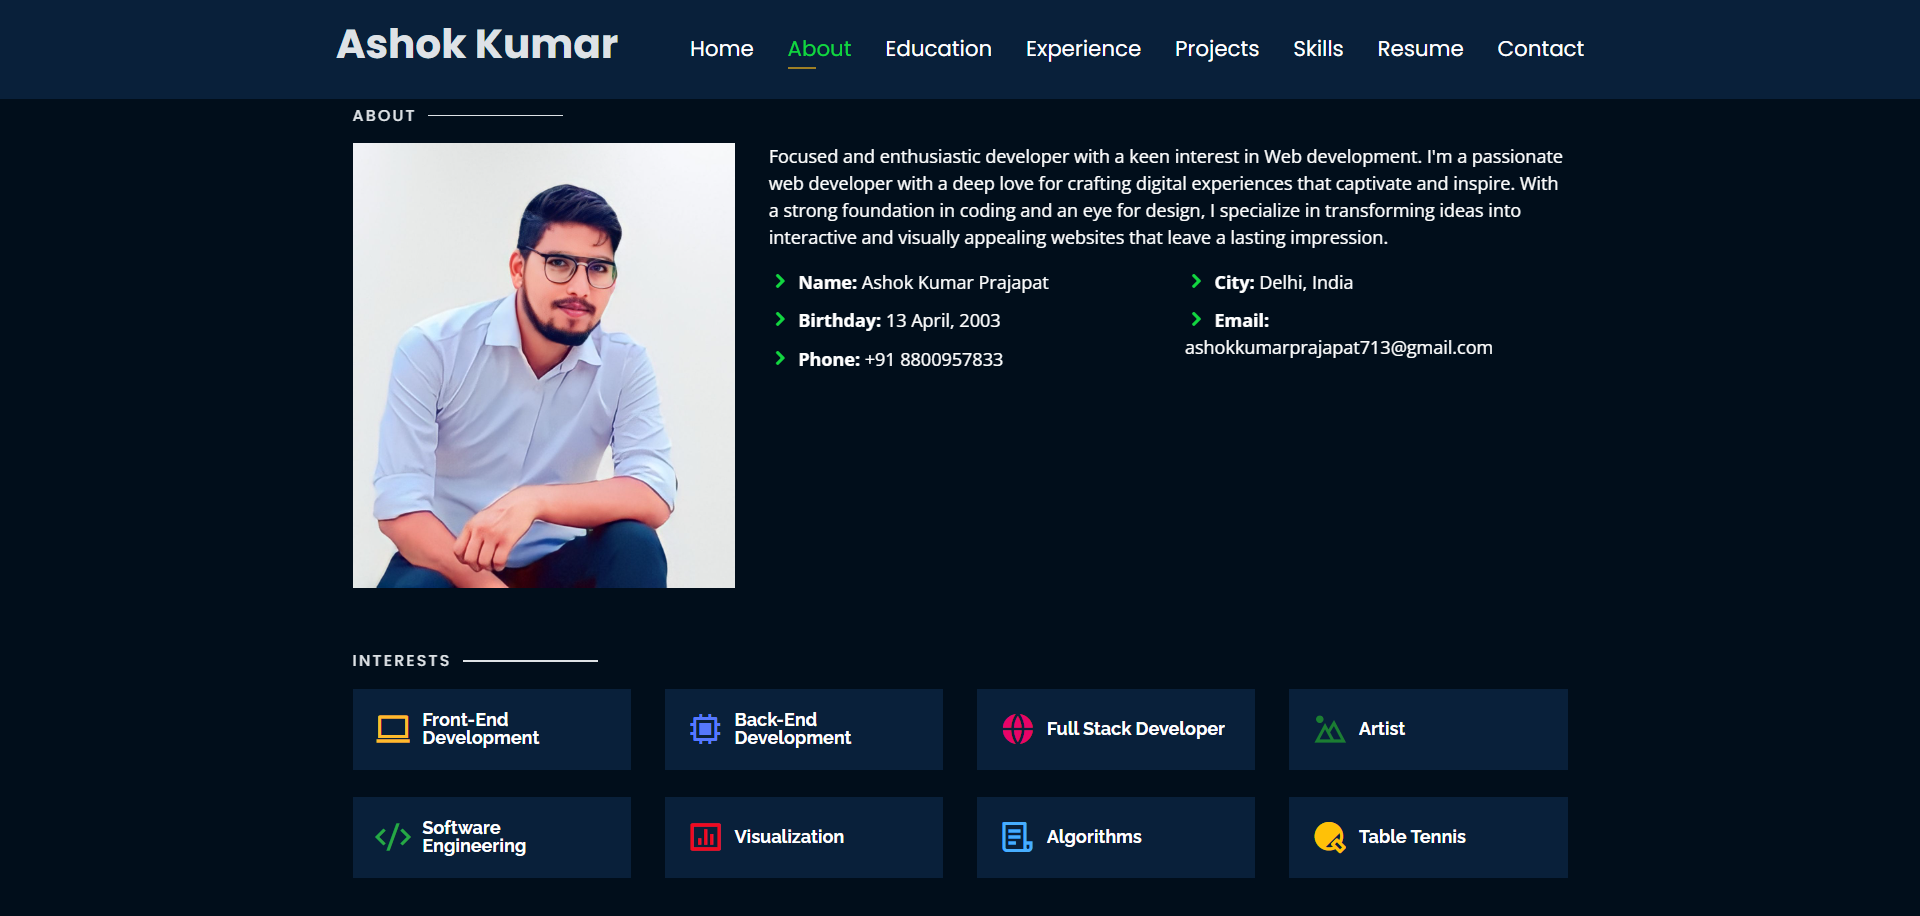 Ashok Kumar
Home About Education Experience Projects Skills Resume Contact
ABOUT
Focused and enthusiastic developer with a keen interest in Web development. I'm a passionate
web developer with a deep love for crafting digital experiences that captivate and inspire. With
a strong foundation in coding and an eye for design, I specialize in transforming ideas into
interactive and visually appealing websites that leave a lasting impression.
Name: Ashok Kumar Prajapat
Birthday: 13 April, 2003
Phone: +91 8800957833
City: Delhi, India
Email:
ashokkumarprajapat713@gmail.com
INTERESTS
Front-End
Development
Back-End
Development
Full Stack Developer
Artist
Software
Engineering
Visualization
Algorithms
Table Tennis